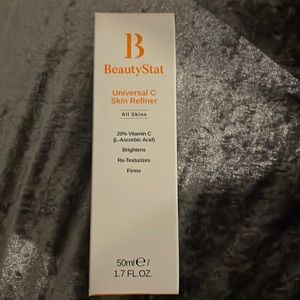 B
BeautyStat
Universal C
Skin Refiner
All Skins
20% Vitamin C
(L-Ascorbic Acid)
Brightens
Re-Texturizes
Firms
50ml℮/
1.7 FL.OZ.